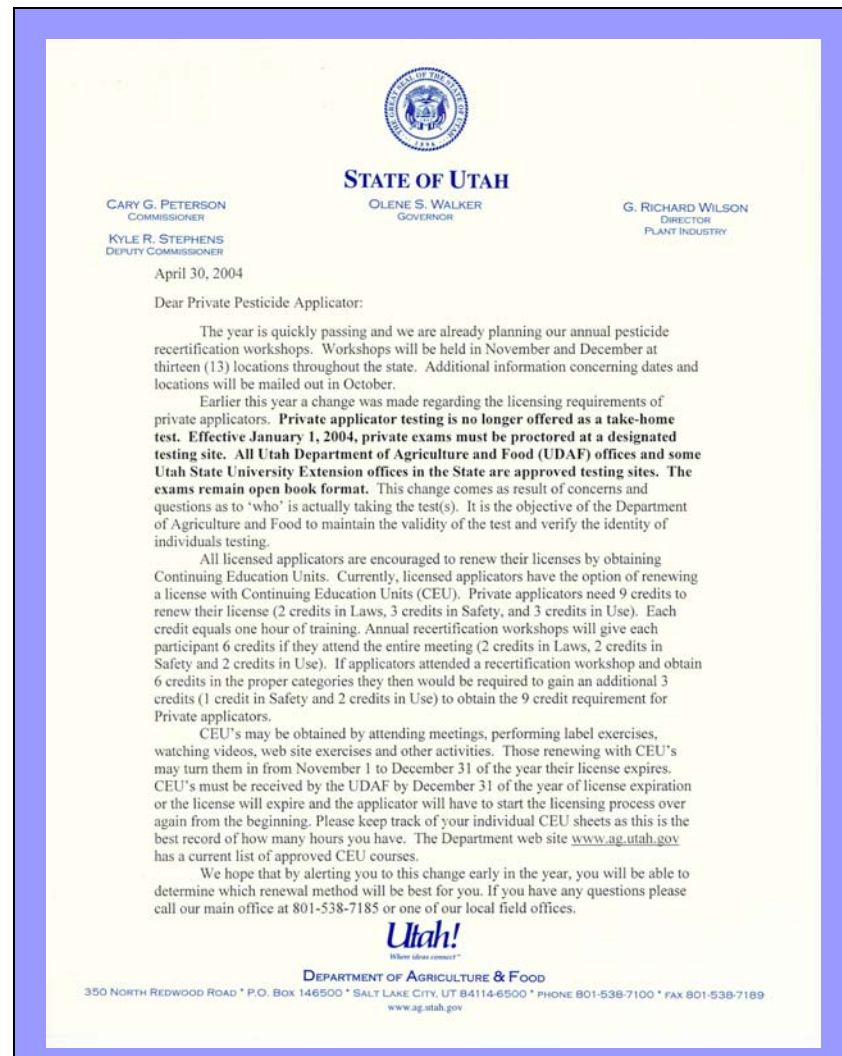 THE GREAT SEAL OF THE STATE OF UTAH
1896
STATE OF UTAH
CARY G. PETERSON
COMMISSIONER
KYLE R. STEPHENS
DEPUTY COMMISSIONER
OLENE S. WALKER
GOVERNOR
G. RICHARD WILSON
DIRECTOR
PLANT INDUSTRY
April 30, 2004
Dear Private Pesticide Applicator:
The year is quickly passing and we are already planning our annual pesticide
recertification workshops. Workshops will be held in November and December at
thirteen (13) locations throughout the state. Additional information concerning dates and
locations will be mailed out in October.
Earlier this year a change was made regarding the licensing requirements of
private applicators. Private applicator testing is no longer offered as a take-home
test. Effective January 1, 2004, private exams must be proctored at a designated
testing site. All Utah Department of Agriculture and Food (UDAF) offices and some
Utah State University Extension offices in the State are approved testing sites. The
exams remain open book format. This change comes as result of concerns and
questions as to ‘who’ is actually taking the test(s). It is the objective of the Department
of Agriculture and Food to maintain the validity of the test and verify the identity of
individuals testing.
All licensed applicators are encouraged to renew their licenses by obtaining
Continuing Education Units. Currently, licensed applicators have the option of renewing
a license with Continuing Education Units (CEU). Private applicators need 9 credits to
renew their license (2 credits in Laws, 3 credits in Safety, and 3 credits in Use). Each
credit equals one hour of training. Annual recertification workshops will give each
participant 6 credits if they attend the entire meeting (2 credits in Laws, 2 credits in
Safety and 2 credits in Use). If applicators attended a recertification workshop and obtain
6 credits in the proper categories they then would be required to gain an additional 3
credits (1 credit in Safety and 2 credits in Use) to obtain the 9 credit requirement for
Private applicators.
CEU’s may be obtained by attending meetings, performing label exercises,
watching videos, web site exercises and other activities. Those renewing with CEU’s
may turn them in from November 1 to December 31 of the year their license expires.
CEU’s must be received by the UDAF by December 31 of the year of license expiration
or the license will expire and the applicator will have to start the licensing process over
again from the beginning. Please keep track of your individual CEU sheets as this is the
best record of how many hours you have. The Department web site www.ag.utah.gov
has a current list of approved CEU courses.
We hope that by alerting you to this change early in the year, you will be able to
determine which renewal method will be best for you. If you have any questions please
call our main office at 801-538-7185 or one of our local field offices.
Utah!
Where ideas connect™
DEPARTMENT OF AGRICULTURE & FOOD
350 NORTH REDWOOD ROAD * P.O. BOX 146500 * SALT LAKE CITY, UT 84114-6500 * PHONE 801-538-7100 * FAX 801-538-7189
www.ag.utah.gov